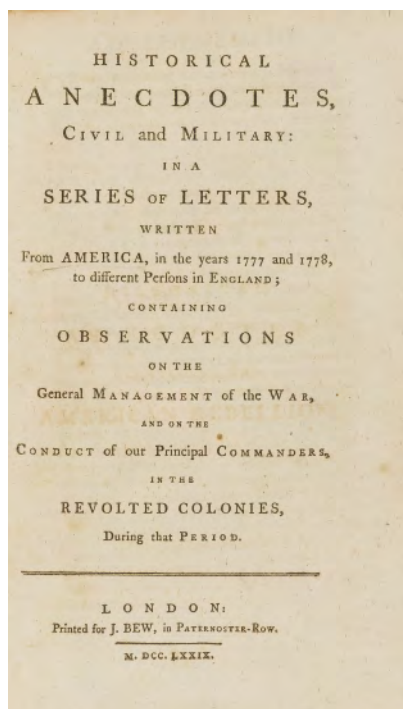 HISTORICAL
ANECDOTES,
CIVIL and MILITARY:
IN A
SERIES OF LETTERS,
WRITTEN
From AMERICA, in the years 1777 and 1778,
to different Perſons in ENGLAND;
CONTAINING
OBSERVATIONS
ON THE
General MANAGEMENT of the WAR,
AND ON THE
CONDUCT of our Principal COMMANDERS,
IN THE
REVOLTED COLONIES,
During that PERIOD.
LONDON:
Printed for J. BEW, in PATERNOSTER-ROW.
M. DCC. LXXIX.